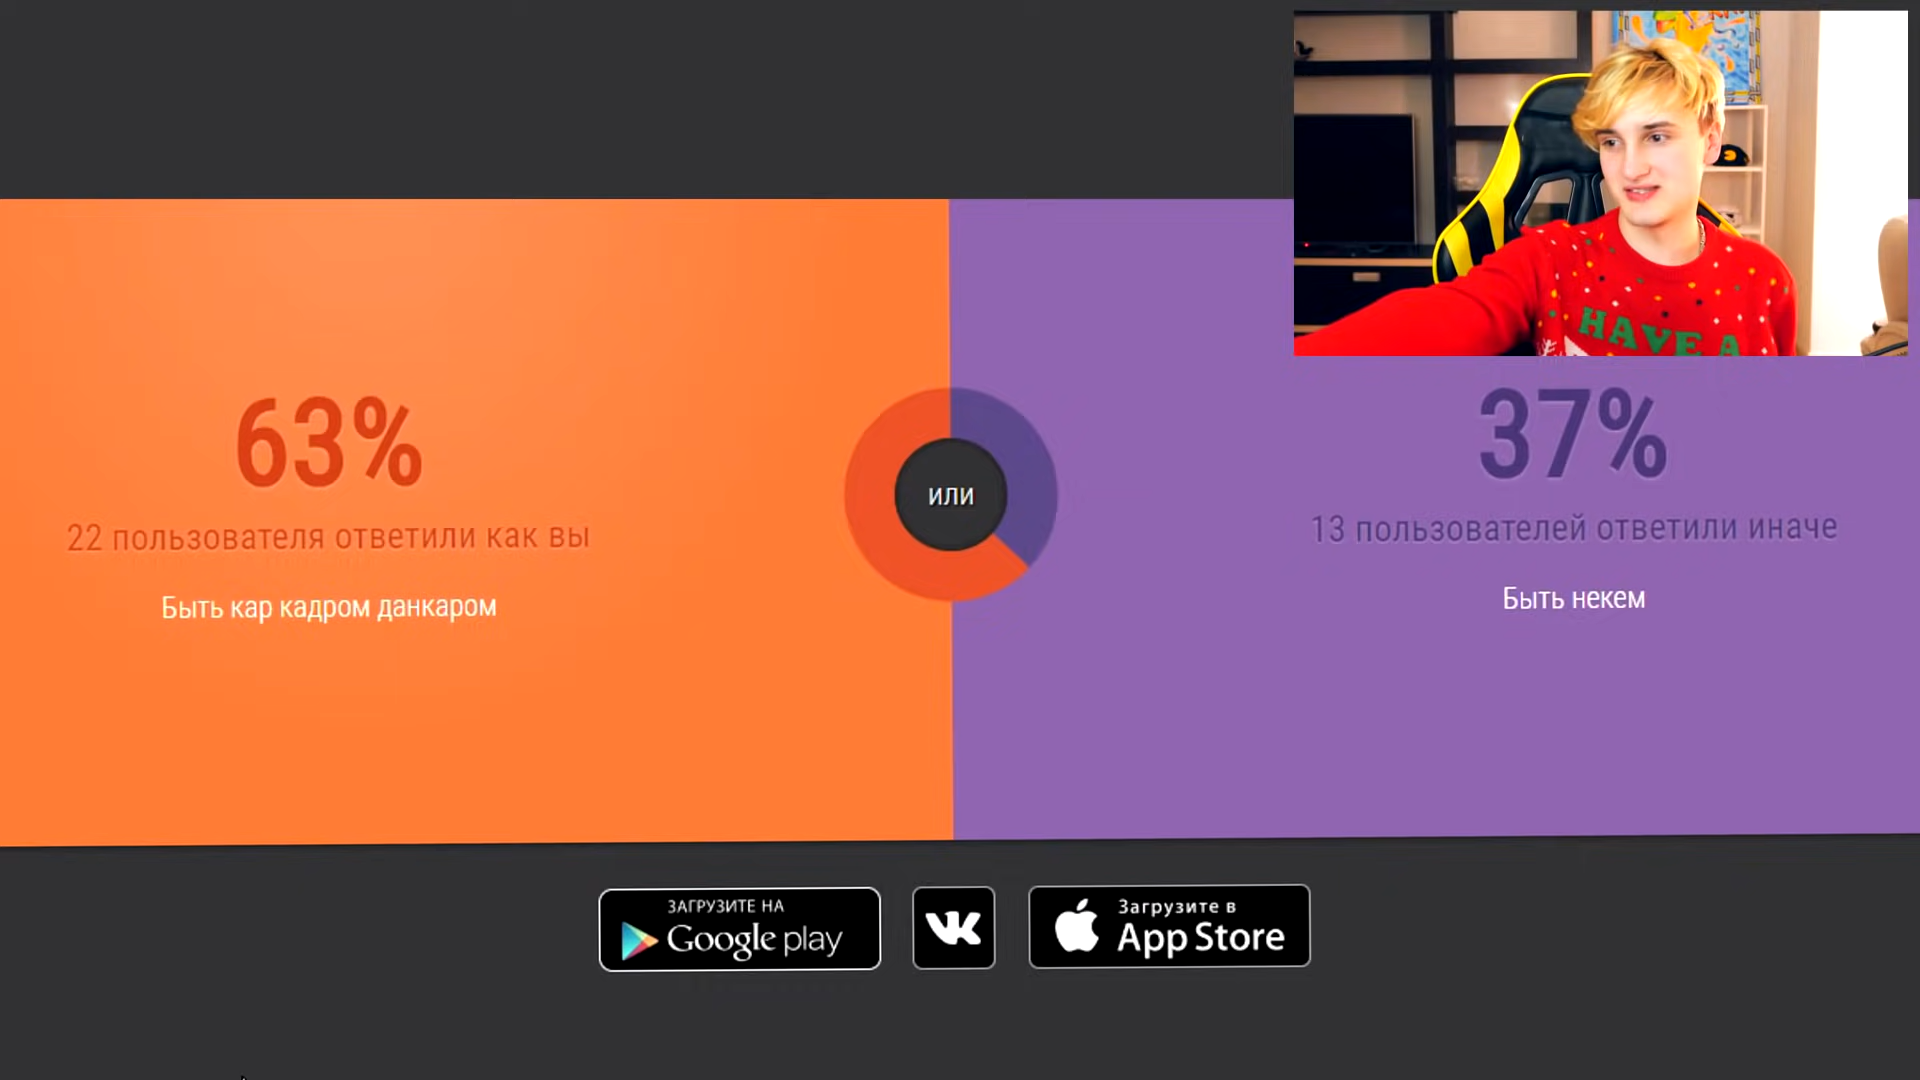 HAVE A
63%
22 пользователя ответили как вы
Быть кар кадром данкаром
или
37%
13 пользователей ответили иначе
Быть некем
ЗАГРУЗИТЕ НА
Google play
VK
Загрузите в
App Store